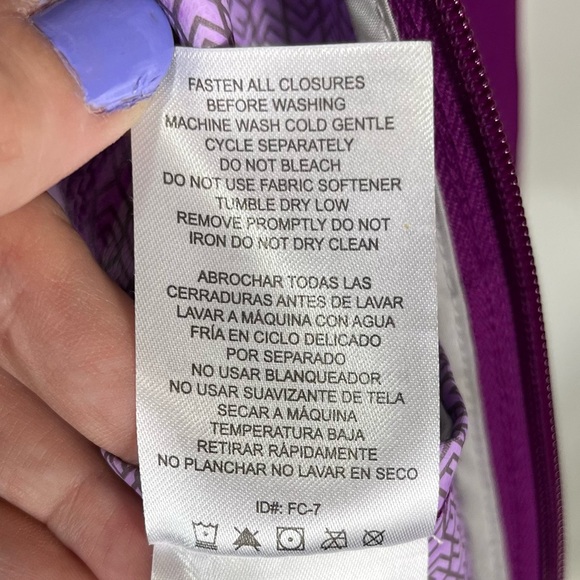 FASTEN ALL CLOSURES
BEFORE WASHING
MACHINE WASH COLD GENTLE
CYCLE SEPARATELY
DO NOT BLEACH
DO NOT USE FABRIC SOFTENER
TUMBLE DRY LOW
REMOVE PROMPTLY DO NOT
IRON DO NOT DRY CLEAN
ABROCHAR TODAS LAS
CERRADURAS ANTES DE LAVAR
LAVAR A MÁQUINA CON AGUA
FRÍA EN CICLO DELICADO
POR SEPARADO
NO USAR BLANQUEADOR
NO USAR SUAVIZANTE DE TELA
SECAR A MÁQUINA
TEMPERATURA BAJA
RETIRAR RÁPIDAMENTE
NO PLANCHAR NO LAVAR EN SECO
ID#: FC-7